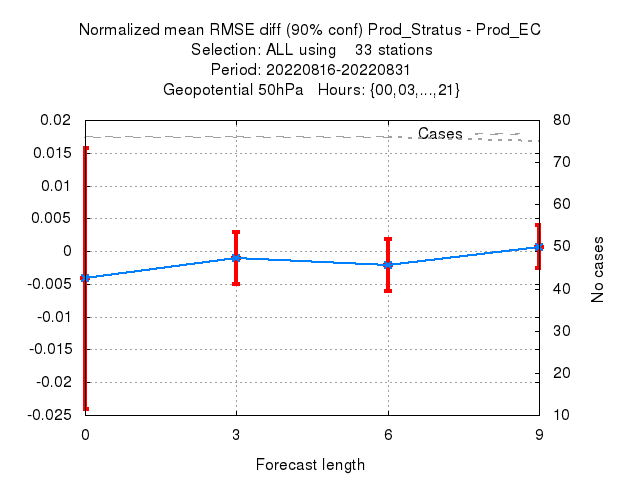 Normalized mean RMSE diff (90% conf) Prod_Stratus - Prod_EC
Selection: ALL using    33 stations
Period: 20220816-20220831
Geopotential 50hPa   Hours: {00,03,...,21}
Cases
0.02
0.015
0.01
0.005
0
-0.005
-0.01
-0.015
-0.02
-0.025
80
70
60
50
40
30
20
10
No cases
0 3 6 9
Forecast length